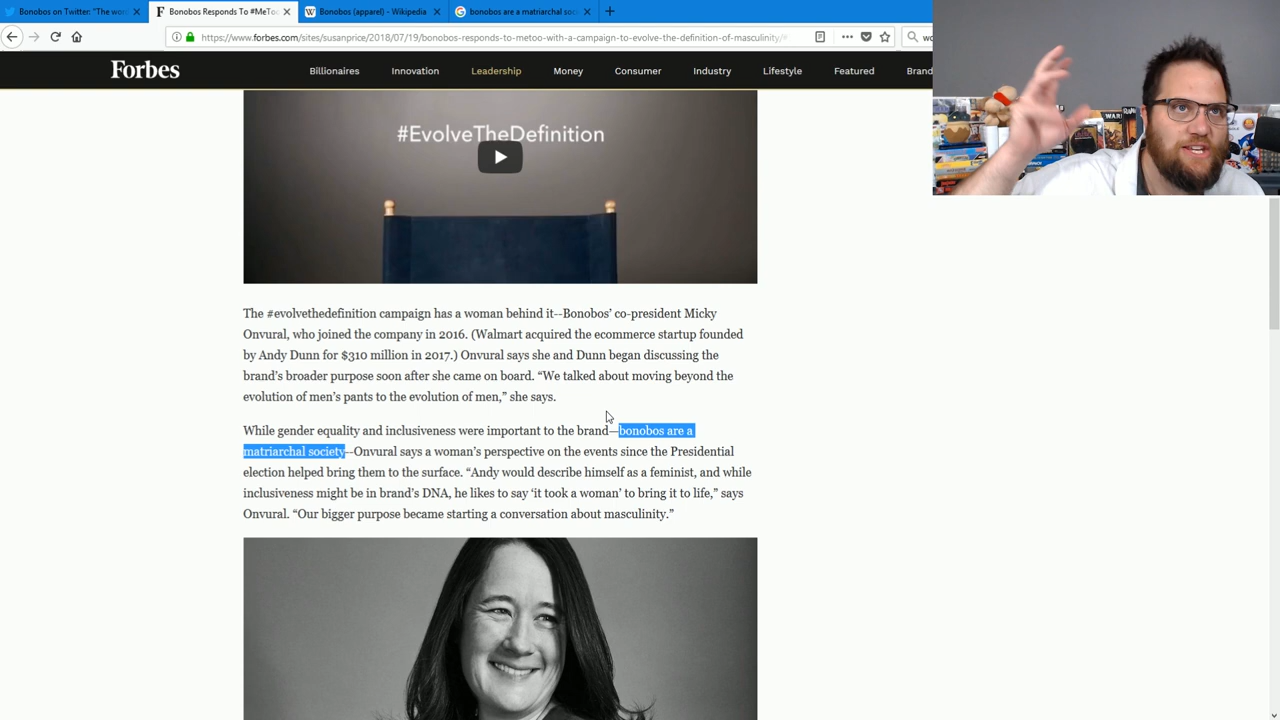 Bonobos on Twitter: "The wors
Bonobos Responds To #MeToo
Bonobos (apparel) - Wikipedia
bonobos are a matriarchal soc
https://www.forbes.com/sites/susanprice/2018/07/19/bonobos-responds-to-metoo-with-a-campaign-to-evolve-the-definition-of-masculinity/#
Forbes
Billionaires
Innovation
Leadership
Money
Consumer
Industry
Lifestyle
Featured
Brand
#EvolveTheDefinition
The #evolvethedefinition campaign has a woman behind it--Bonobos’ co-president Micky
Onvural, who joined the company in 2016. (Walmart acquired the ecommerce startup founded
by Andy Dunn for $310 million in 2017.) Onvural says she and Dunn began discussing the
brand’s broader purpose soon after she came on board. “We talked about moving beyond the
evolution of men’s pants to the evolution of men,” she says.
While gender equality and inclusiveness were important to the brand—bonobos are a
matriarchal society--Onvural says a woman’s perspective on the events since the Presidential
election helped bring them to the surface. “Andy would describe himself as a feminist, and while
inclusiveness might be in brand’s DNA, he likes to say ‘it took a woman’ to bring it to life,” says
Onvural. “Our bigger purpose became starting a conversation about masculinity.”